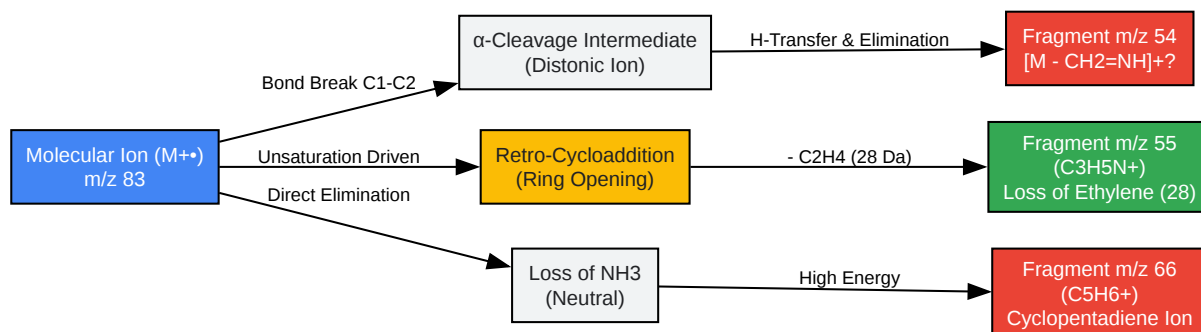 α-Cleavage Intermediate
(Distonic Ion)
H-Transfer & Elimination
Fragment m/z 54
[M - CH2=NH]+?
Bond Break C1-C2
Molecular Ion (M+•)
m/z 83
Unsaturation Driven
Retro-Cycloaddition
(Ring Opening)
- C2H4 (28 Da)
Fragment m/z 55
(C3H5N+)
Loss of Ethylene (28)
Direct Elimination
Loss of NH3
(Neutral)
High Energy
Fragment m/z 66
(C5H6+)
Cyclopentadiene Ion